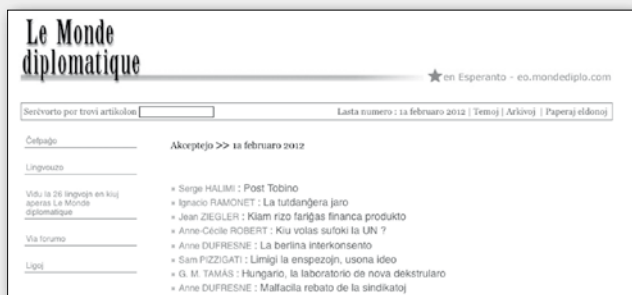 Le Monde
diplomatique
en Esperanto - eo.mondediplo.com
Serĉvorto por trovi artikolon
Lasta numero : 1a februaro 2012 | Temoj | Arkivoj | Paperaj eldonoj
Ĉefpaĝo
Akceptejo >> 1a februaro 2012
Lingvouzo
Vidu la 26 lingvojn en kiuj
aperas Le Monde
diplomatique
Via forumo
Ligoj
» Serge HALIMI : Post Tobino
» Ignacio RAMONET : La tutdanĝera jaro
» Jean ZIEGLER : Kiam rizo fariĝas financa produkto
» Anne-Cécile ROBERT : Kiu volas sufoki la UN ?
» Anne DUFRESNE : La berlina interkonsento
» Sam PIZZIGATI : Limigi la enspezojn, usona ideo
» G. M. TAMÁS : Hungario, la laboratorio de nova dekstrularo
» Anne DUFRESNE : Malfacila rebato de la sindikatoj